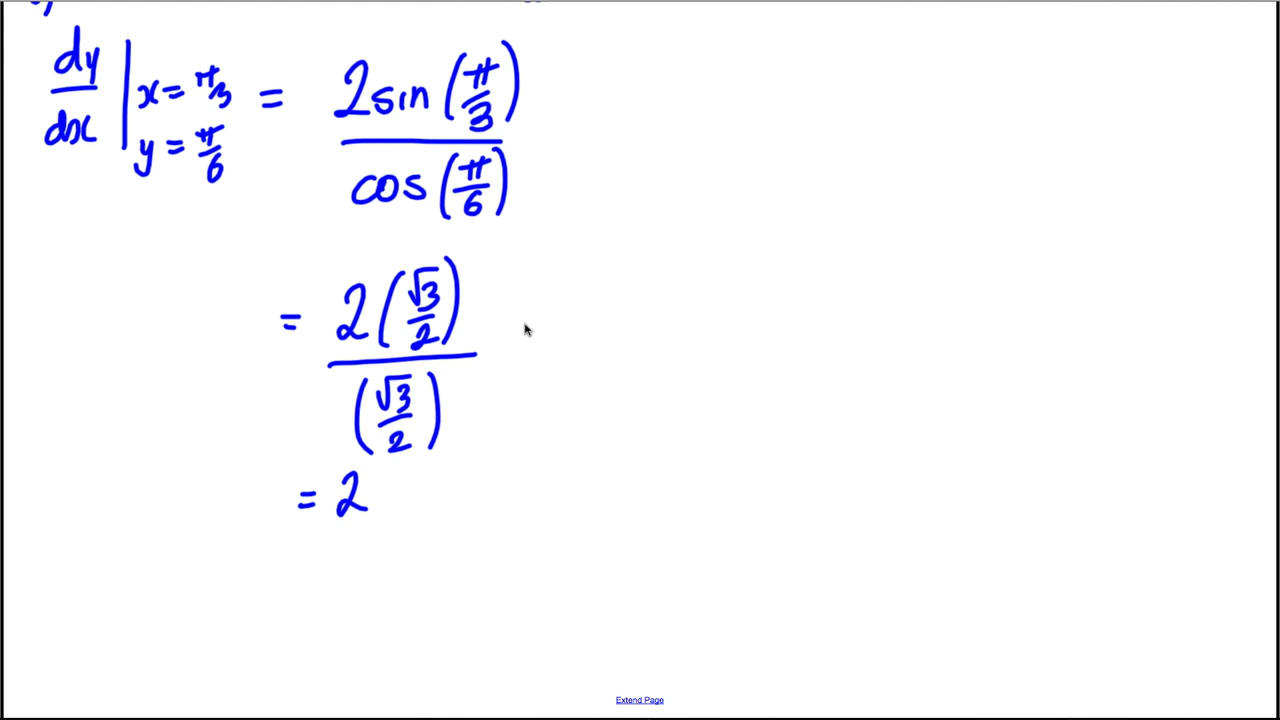 dy/dx | x = π/3, y = π/6 = 2sin(π/3) / cos(π/6)
= 2(√3/2) / (√3/2)
= 2
Extend Page